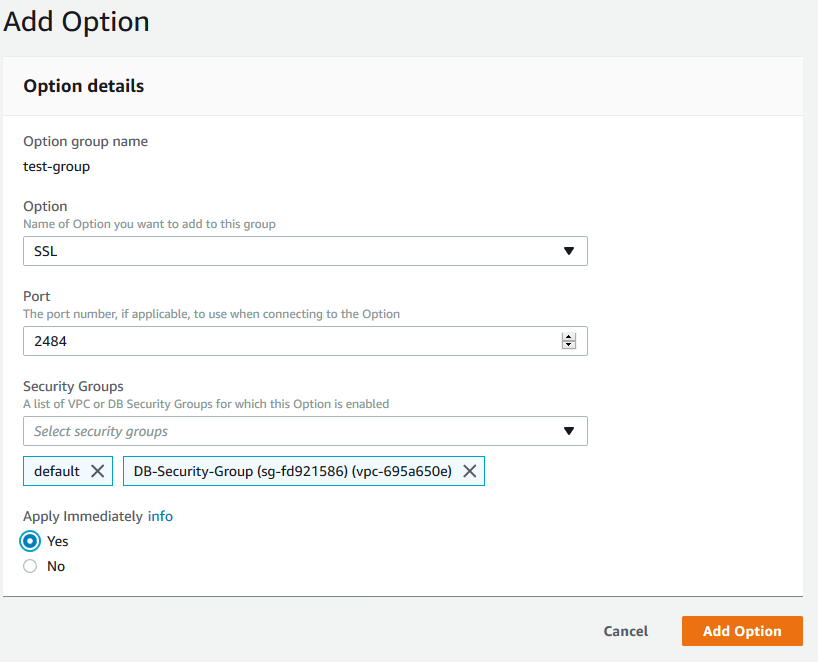 Add Option
Option details
Option group name
test-group
Option
Name of Option you want to add to this group
SSL
Port
The port number, if applicable, to use when connecting to the Option
2484
Security Groups
A list of VPC or DB Security Groups for which this Option is enabled
Select security groups
default
DB-Security-Group (sg-fd921586) (vpc-695a650e)
Apply Immediately info
Yes
No
Cancel
Add Option